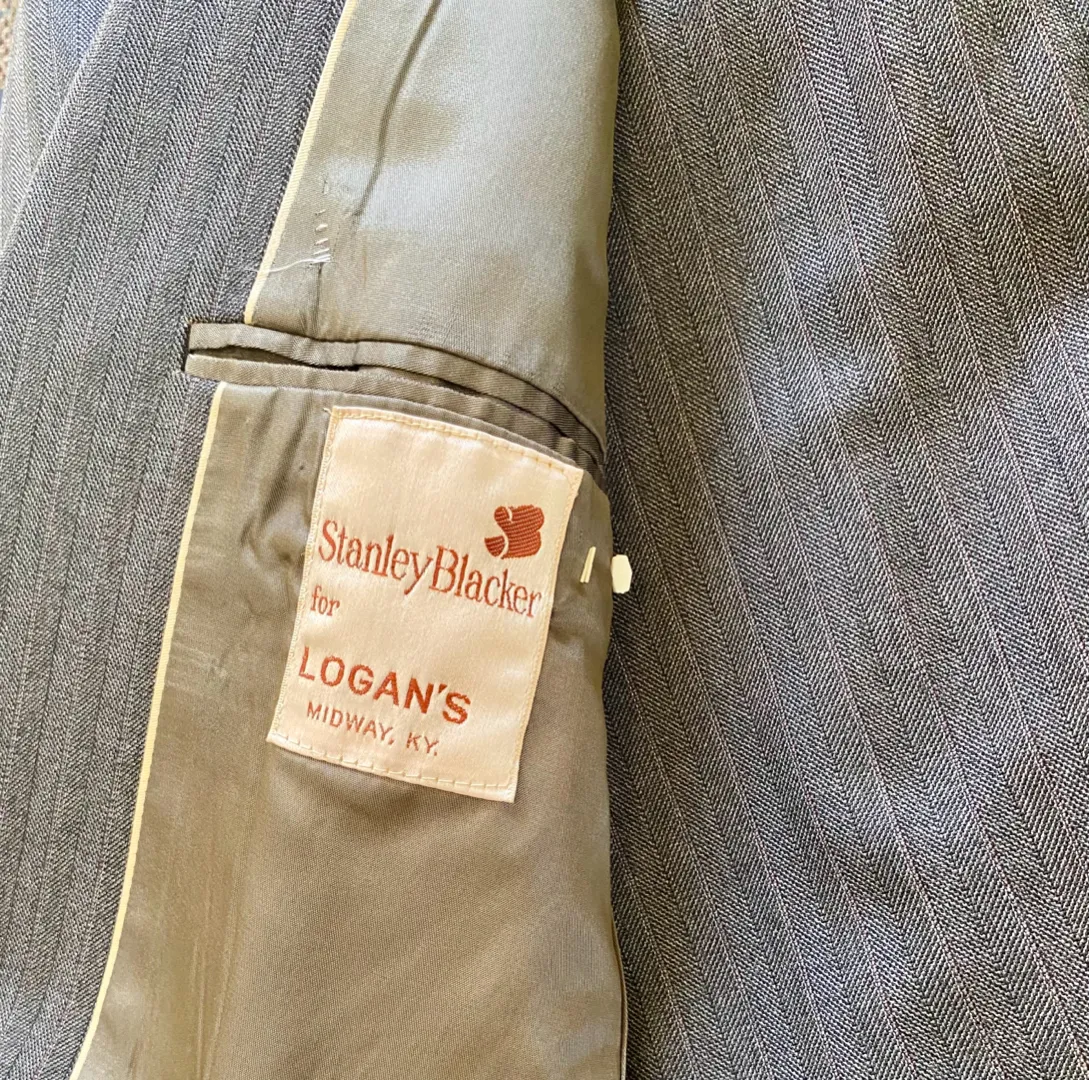 StanleyBlacker
for
LOGAN'S
MIDWAY, KY.